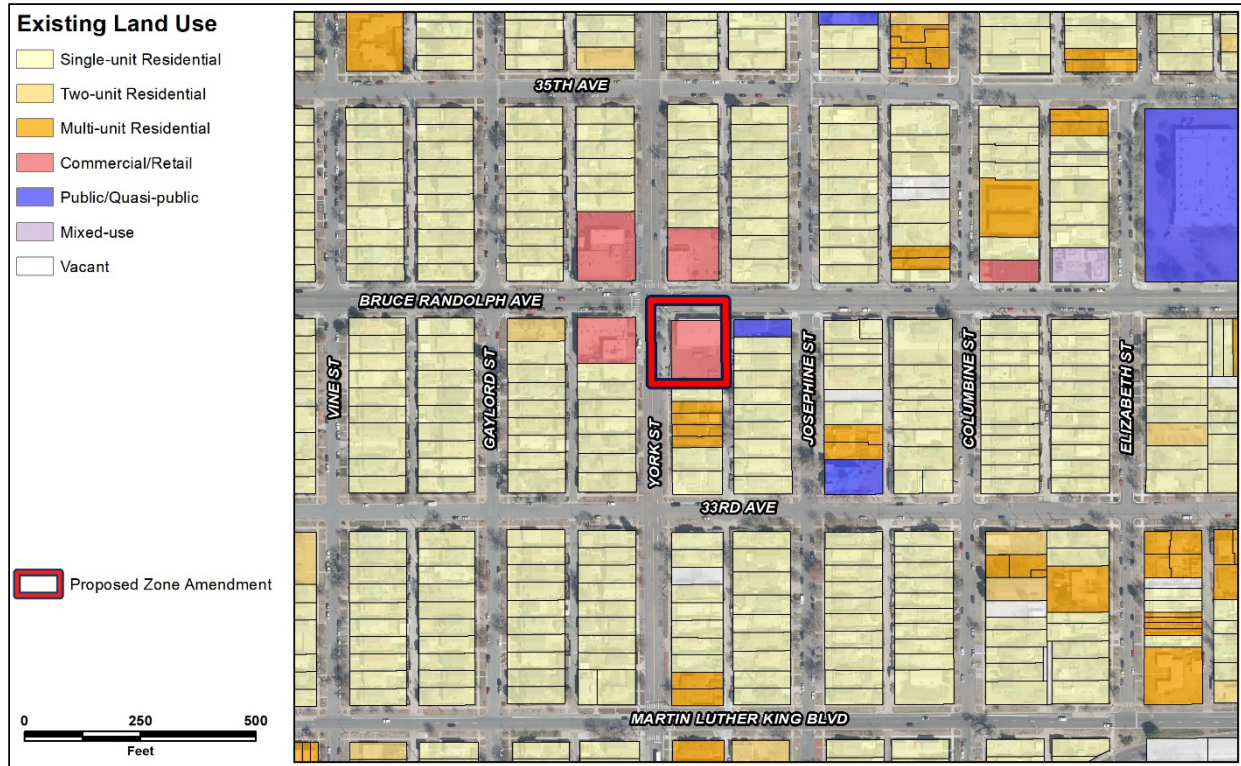 Existing Land Use
Single-unit Residential
Two-unit Residential
Multi-unit Residential
Commercial/Retail
Public/Quasi-public
Mixed-use
Vacant
Proposed Zone Amendment
0 250 500
Feet
35TH AVE
BRUCE RANDOLPH AVE
VINE ST
GAYLORD ST
YORK ST
JOSEPHINE ST
COLUMBINE ST
ELIZABETH ST
33RD AVE
MARTIN LUTHER KING BLVD